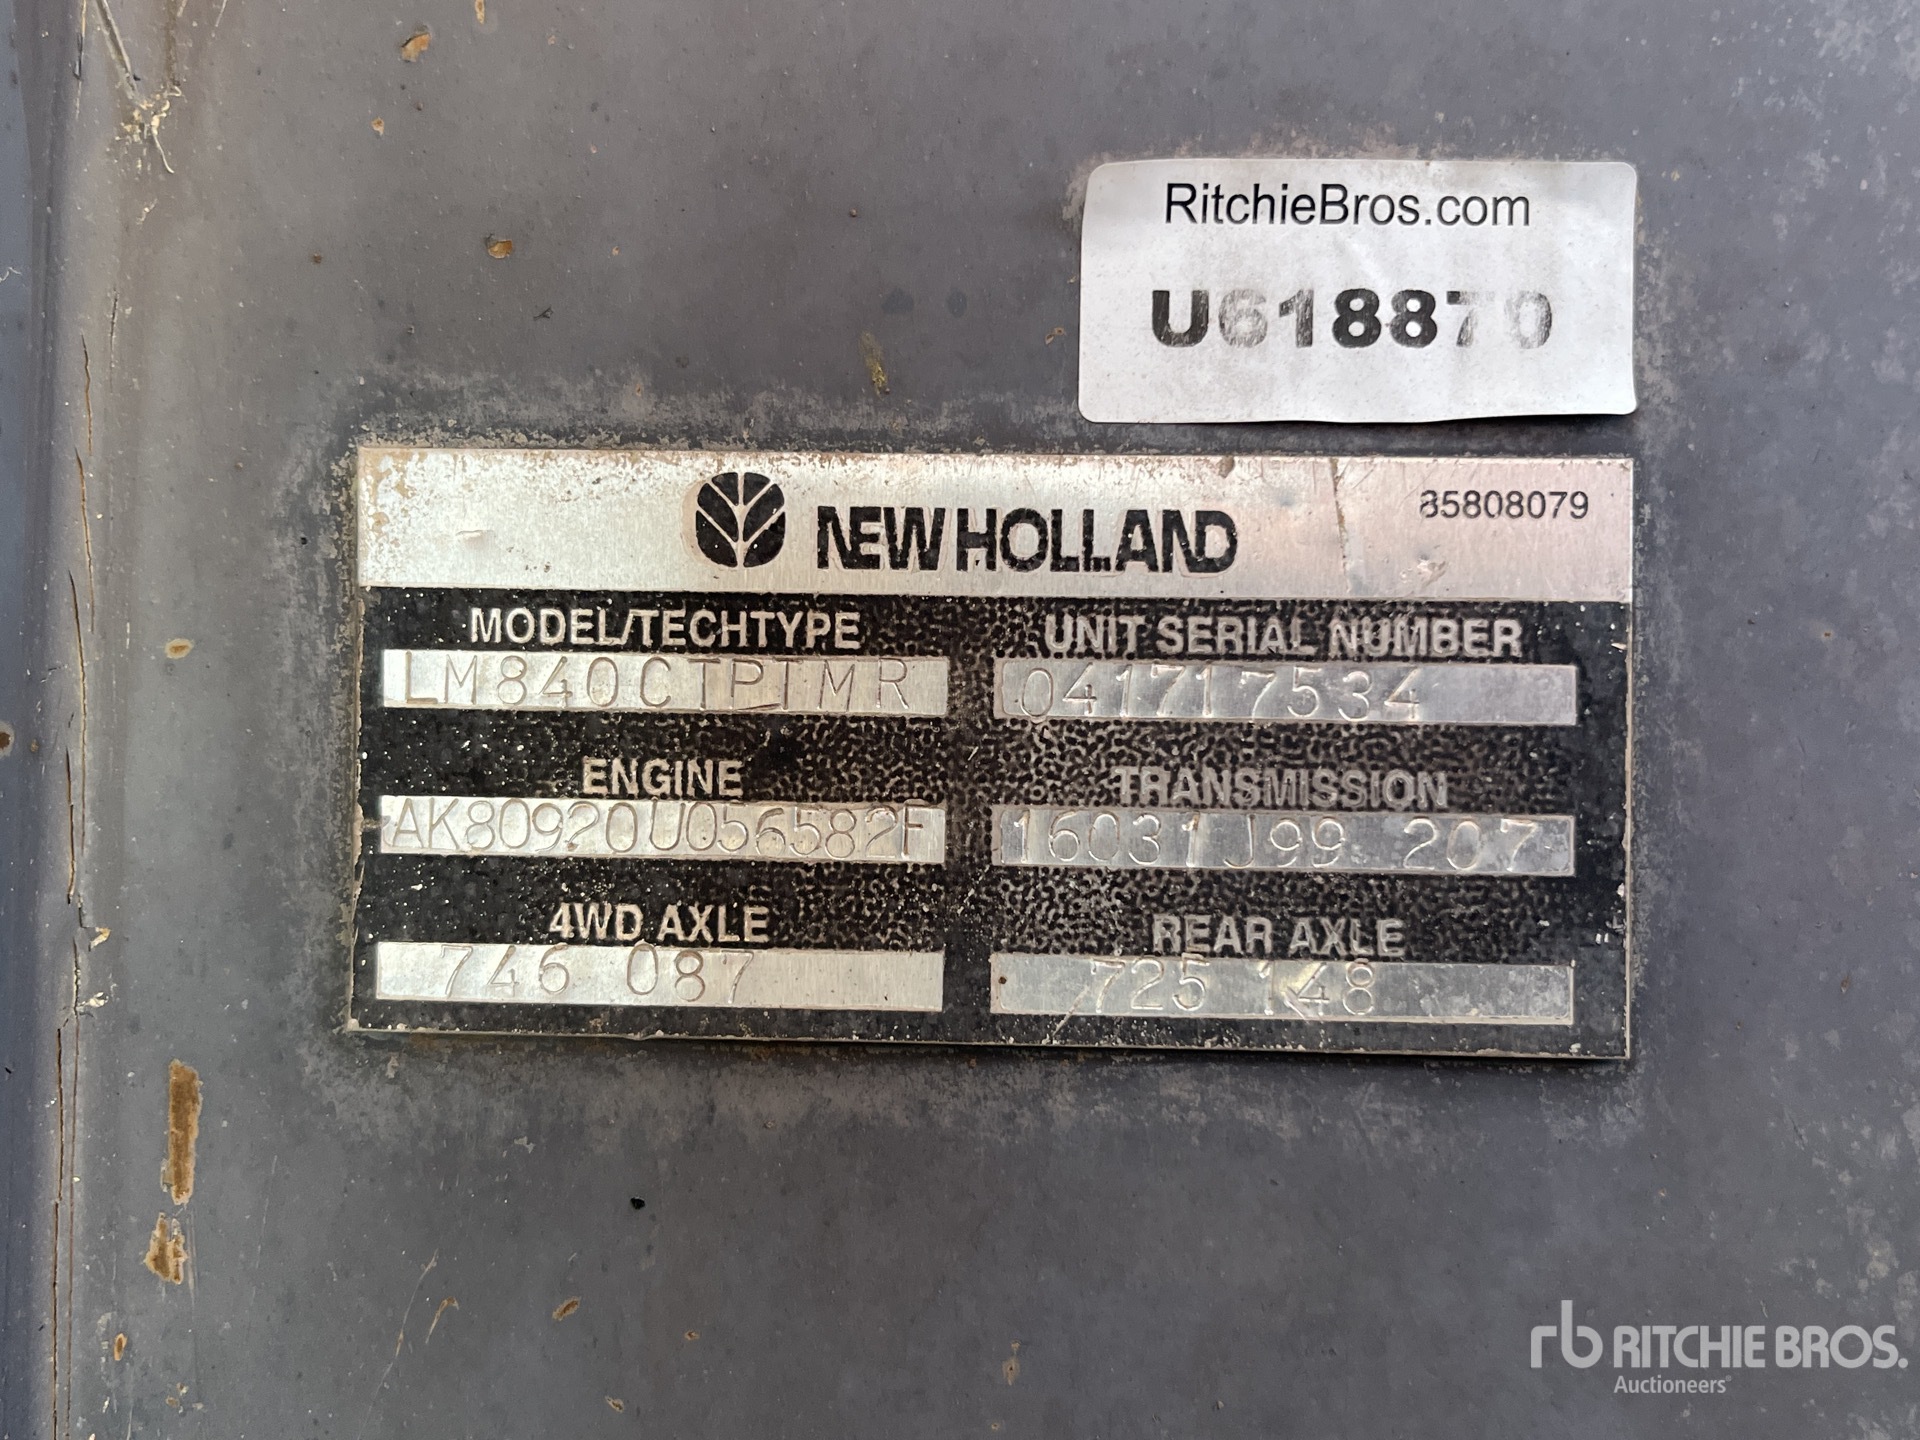 RitchieBros.com
U618870
NEW HOLLAND
85808079
MODEL/TECHTYPE
UNIT SERIAL NUMBER
LM840CTPTMR
041717534
ENGINE
TRANSMISSION
AK80920U056582F
16031J99 207
4WD AXLE
REAR AXLE
746 087
725 148
rb RITCHIE BROS.
Auctioneers